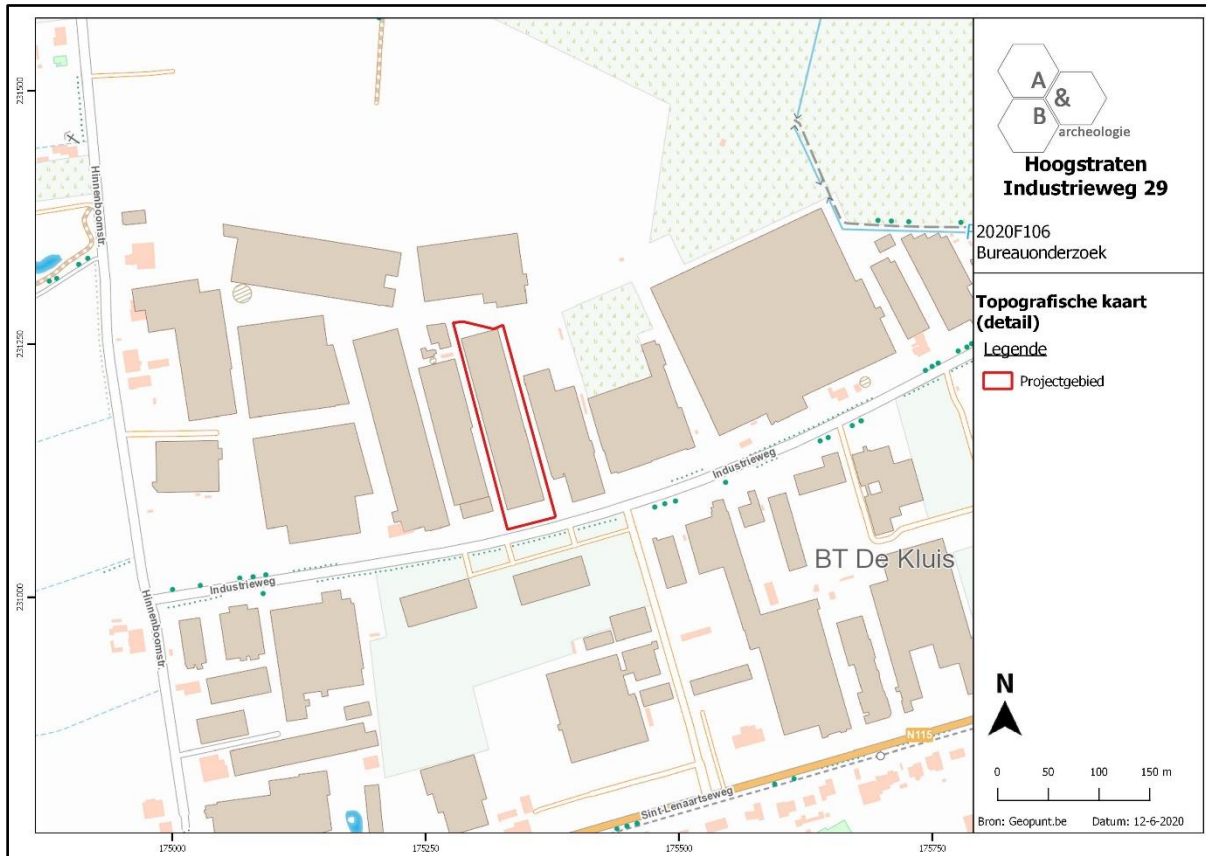 231500
231250
231000
175000
175250
175500
175750
Hinnenboomstr.
Hinnenboomstr.
Industrieweg
Industrieweg
BT De Kluis
N115
Sint-Lenaartseweg
A
&
B
archeologie
Hoogstraten
Industrieweg 29
2020F106
Bureauonderzoek
Topografische kaart
(detail)
Legende
Projectgebied
N
0 50 100 150 m
Bron: Geopunt.be Datum: 12-6-2020